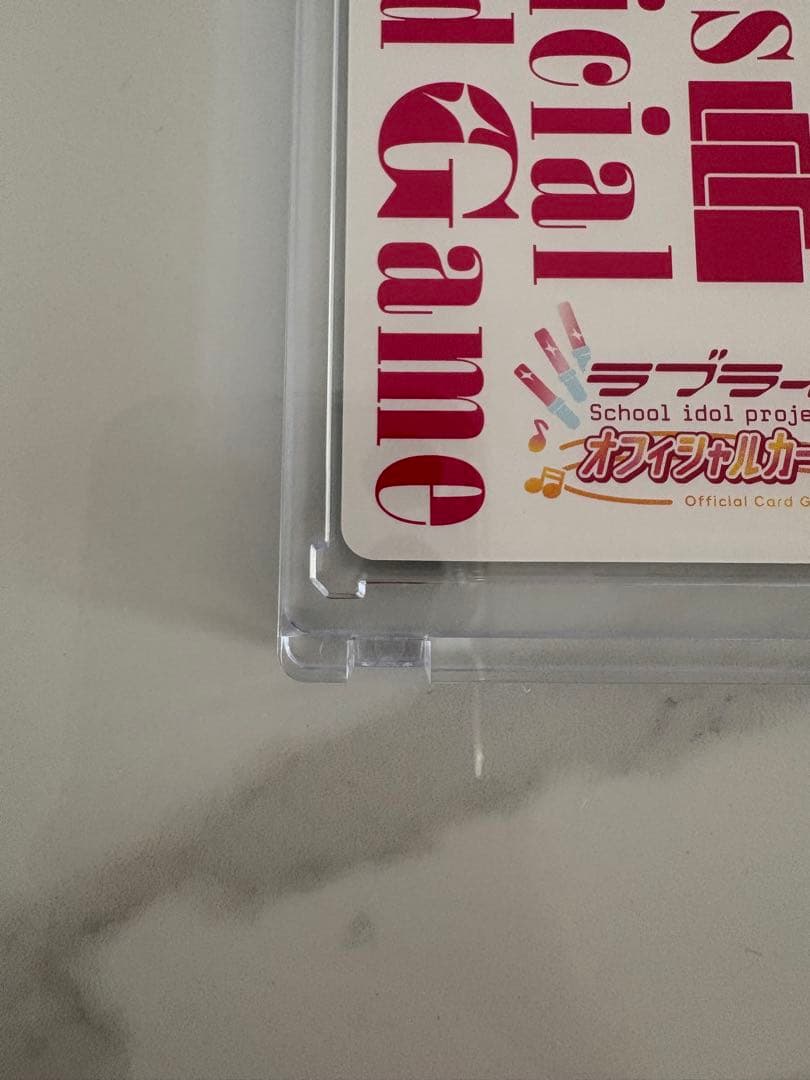 s
icial
d Game
ラブライ
School idol proje
オフィシャルカー
Official Card G